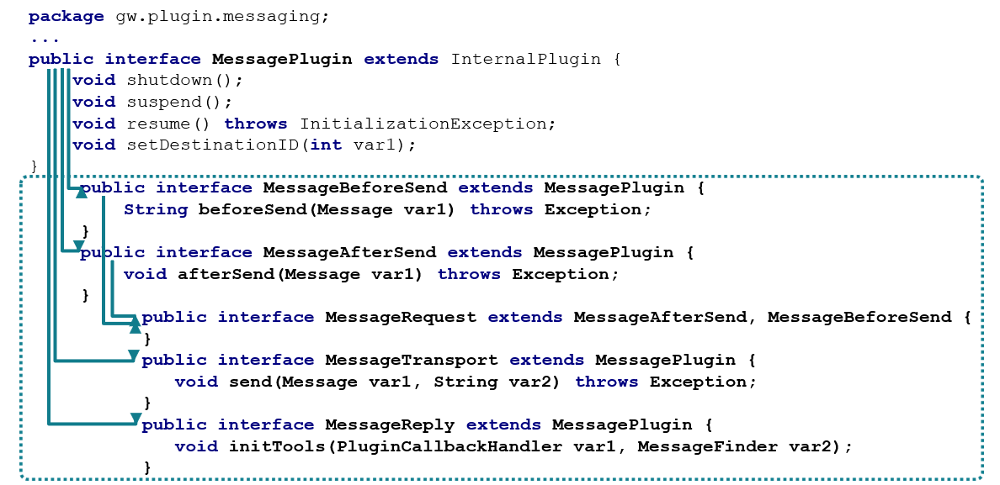 package gw.plugin.messaging;
...
public interface MessagePlugin extends InternalPlugin {
void shutdown();
void suspend();
void resume() throws InitializationException;
void setDestinationID(int var1);
}
public interface MessageBeforeSend extends MessagePlugin {
String beforeSend(Message var1) throws Exception;
}
public interface MessageAfterSend extends MessagePlugin {
void afterSend(Message var1) throws Exception;
}
public interface MessageRequest extends MessageAfterSend, MessageBeforeSend {
}
public interface MessageTransport extends MessagePlugin {
void send(Message var1, String var2) throws Exception;
}
public interface MessageReply extends MessagePlugin {
void initTools(PluginCallbackHandler var1, MessageFinder var2);
}